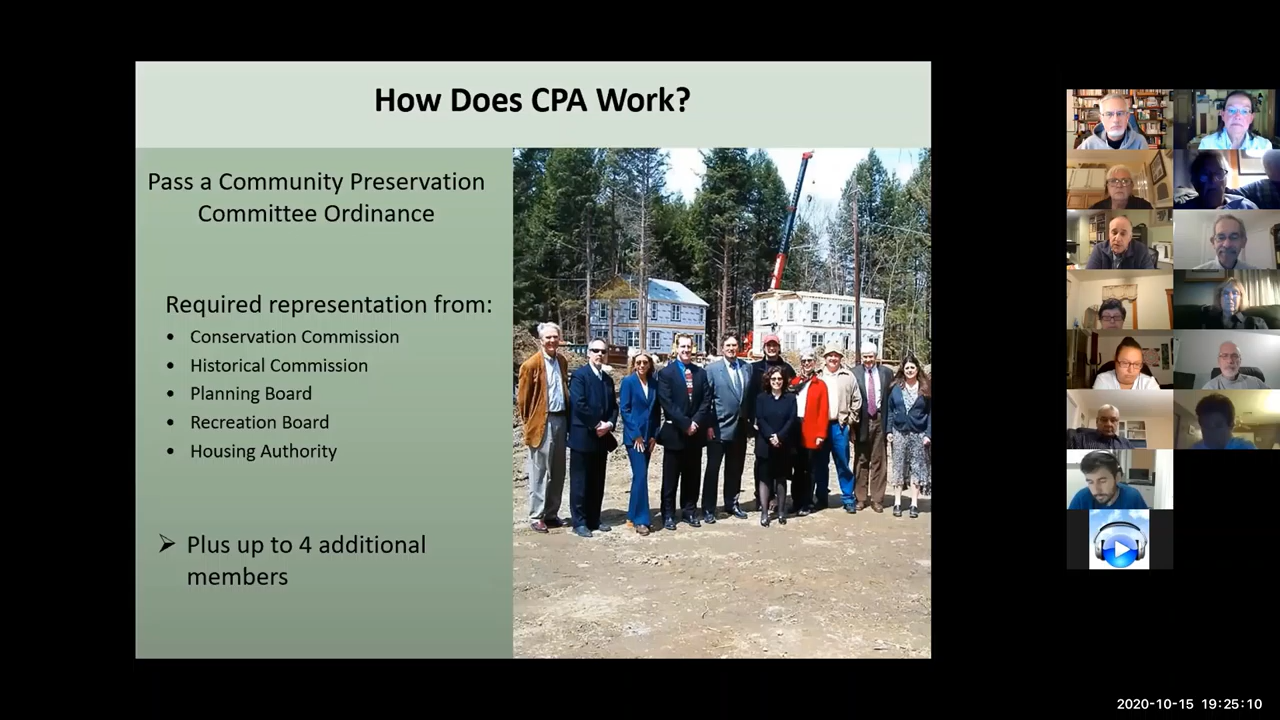 How Does CPA Work?
Pass a Community Preservation
Committee Ordinance
Required representation from:
• Conservation Commission
• Historical Commission
• Planning Board
• Recreation Board
• Housing Authority
➢ Plus up to 4 additional
members
2020-10-15 19:25:10